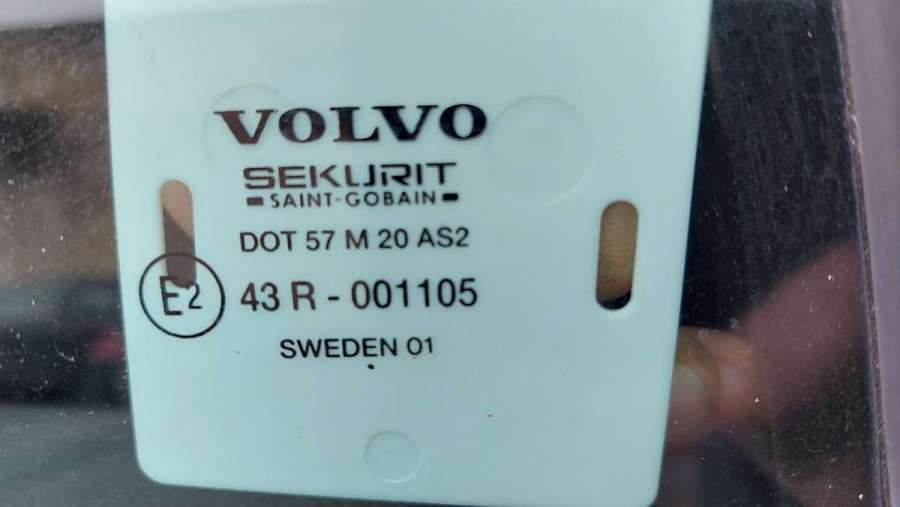 VOLVO
SEKURIT
SAINT-GOBAIN
DOT 57 M 20 AS2
E2 43 R - 001105
SWEDEN 01